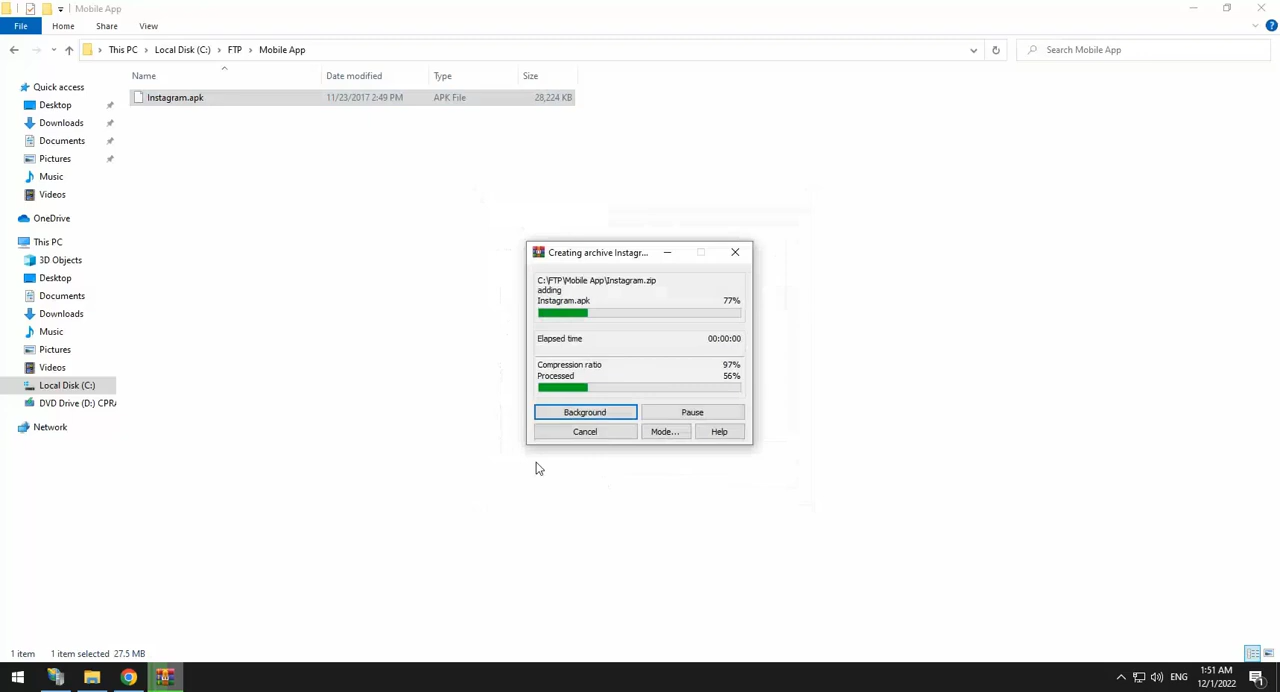 Mobile App
File Home Share View
This PC Local Disk (C:) FTP Mobile App
Search Mobile App
Name Date modified Type Size
Instagram.apk 11/23/2017 2:49 PM APK File 28,224 KB
Quick access
Desktop
Downloads
Documents
Pictures
Music
Videos
OneDrive
This PC
3D Objects
Desktop
Documents
Downloads
Music
Pictures
Videos
Local Disk (C:)
DVD Drive (D:) CPRA
Network
Creating archive Instagr...
C:\FTP\Mobile App\Instagram.zip
adding
Instagram.apk 77%
Elapsed time 00:00:00
Compression ratio 97%
Processed 56%
Background Pause
Cancel Mode... Help
1 item 1 item selected 27.5 MB
ENG
1:51 AM
12/1/2022
1